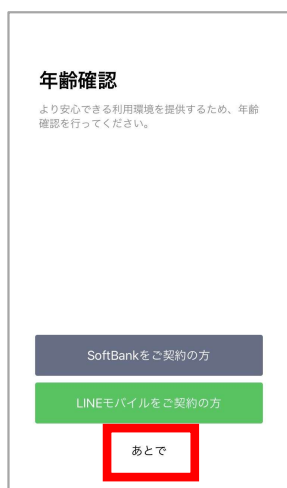 年齢確認
より安心できる利用環境を提供するため、年齢
確認を行ってください。
SoftBankをご契約の方
LINEモバイルをご契約の方
あとで